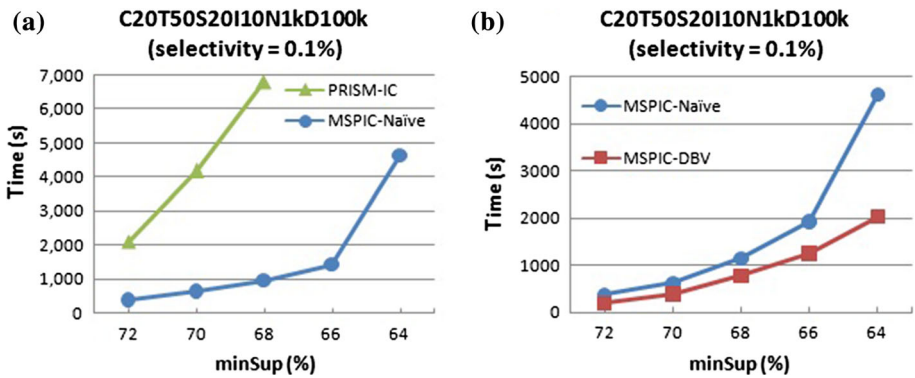 (a)
C20T50S20I10N1kD100k
(selectivity = 0.1%)
7,000
6,000
5,000
4,000
3,000
2,000
1,000
0
Time (s)
PRISM-IC
MSPIC-Naïve
72 70 68 66 64
minSup (%)
(b)
C20T50S20I10N1kD100k
(selectivity = 0.1%)
5000
4000
3000
2000
1000
0
Time (s)
MSPIC-Naïve
MSPIC-DBV
72 70 68 66 64
minSup (%)